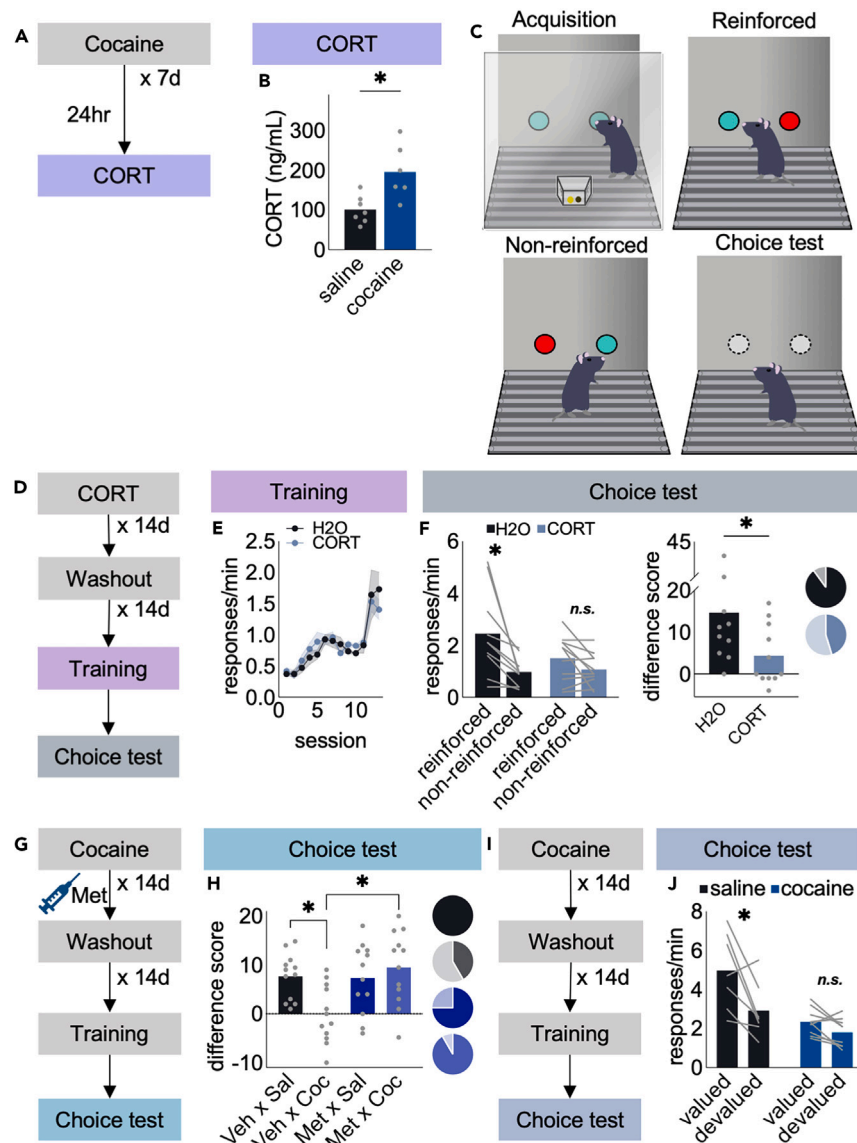 A
Cocaine
x 7d
24hr
CORT
CORT
B
*
CORT (ng/mL)
300
200
100
0
saline
cocaine
C
Acquisition
Reinforced
Non-reinforced
Choice test
D
CORT
x 14d
Washout
x 14d
Training
Choice test
Training
E
H2O
CORT
responses/min
2.5
2.0
1.5
1.0
0.5
0.0
0 5 10
session
Choice test
F
H2O CORT
responses/min
6
4
2
0
*
n.s.
reinforced
non-reinforced
reinforced
non-reinforced
difference score
45
20
20
10
0
*
H2O
CORT
G
Cocaine
Met
x 14d
Washout
x 14d
Training
Choice test
Choice test
H
difference score
20
10
0
-10
*
*
Veh x Sal
Veh x Coc
Met x Sal
Met x Coc
I
Cocaine
x 14d
Washout
x 14d
Training
Choice test
Choice test
J
saline cocaine
responses/min
8
6
4
2
0
*
n.s.
valued
devalued
valued
devalued